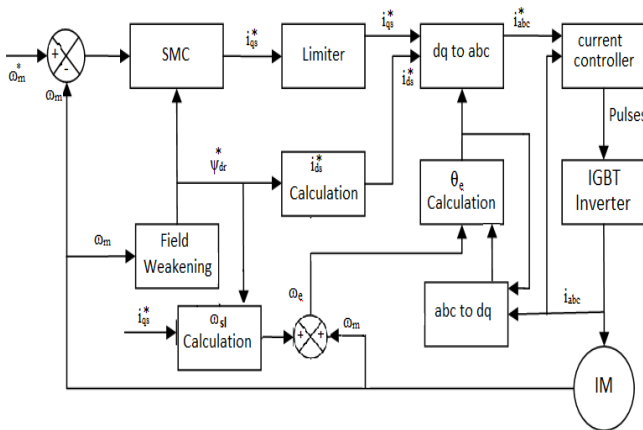 i*qs
i*qs
i*abc
+
-
ω*m
ωm
SMC
Limiter
dq to abc
current
controller
i*ds
Pulses
ψ*dr
i*ds
Calculation
θe
Calculation
IGBT
Inverter
ωm
Field
Weakening
ωe
iabc
i*qs
ωsl
Calculation
+
+
ωm
abc to dq
IM